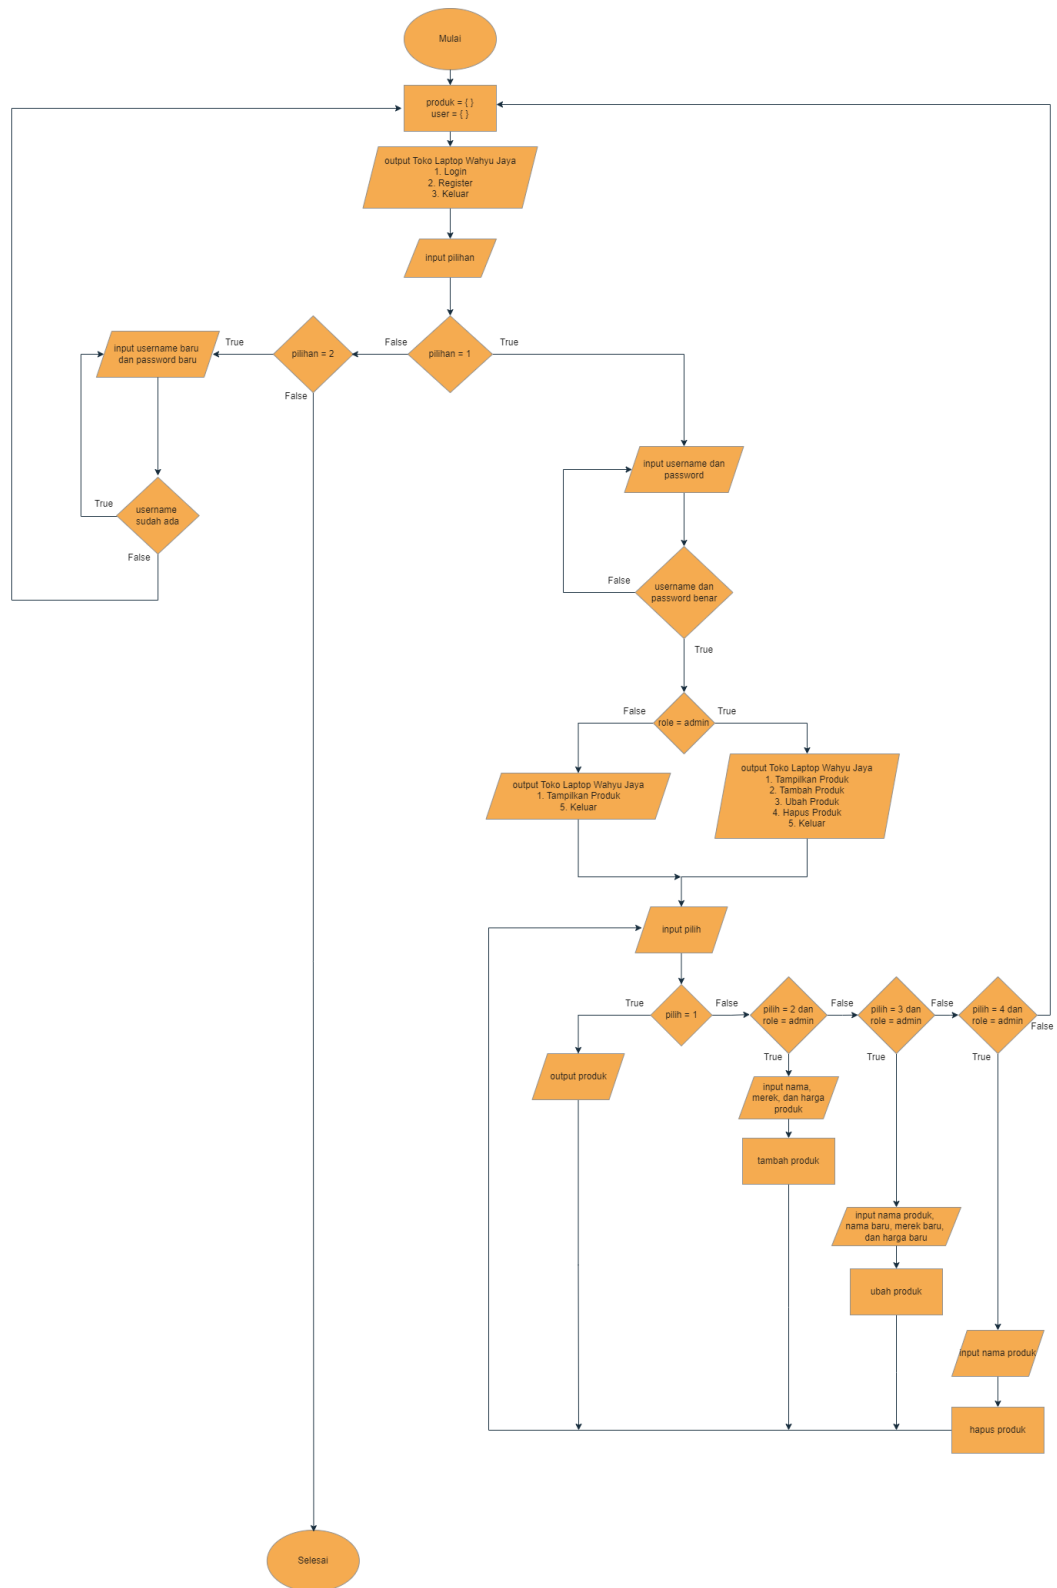 Mulai
produk = { }
user = { }
output Toko Laptop Wahyu Jaya
1. Login
2. Register
3. Keluar
input pilihan
pilihan = 1
False
True
pilihan = 2
True
False
input username baru
dan password baru
username
sudah ada
True
False
input username dan
password
username dan
password benar
False
True
role = admin
False
True
output Toko Laptop Wahyu Jaya
1. Tampilkan Produk
5. Keluar
output Toko Laptop Wahyu Jaya
1. Tampilkan Produk
2. Tambah Produk
3. Ubah Produk
4. Hapus Produk
5. Keluar
input pilih
pilih = 1
True
False
pilih = 2 dan
role = admin
False
True
pilih = 3 dan
role = admin
False
True
pilih = 4 dan
role = admin
False
True
output produk
input nama,
merek, dan harga
produk
tambah produk
input nama produk,
nama baru, merek baru,
dan harga baru
ubah produk
input nama produk
hapus produk
Selesai